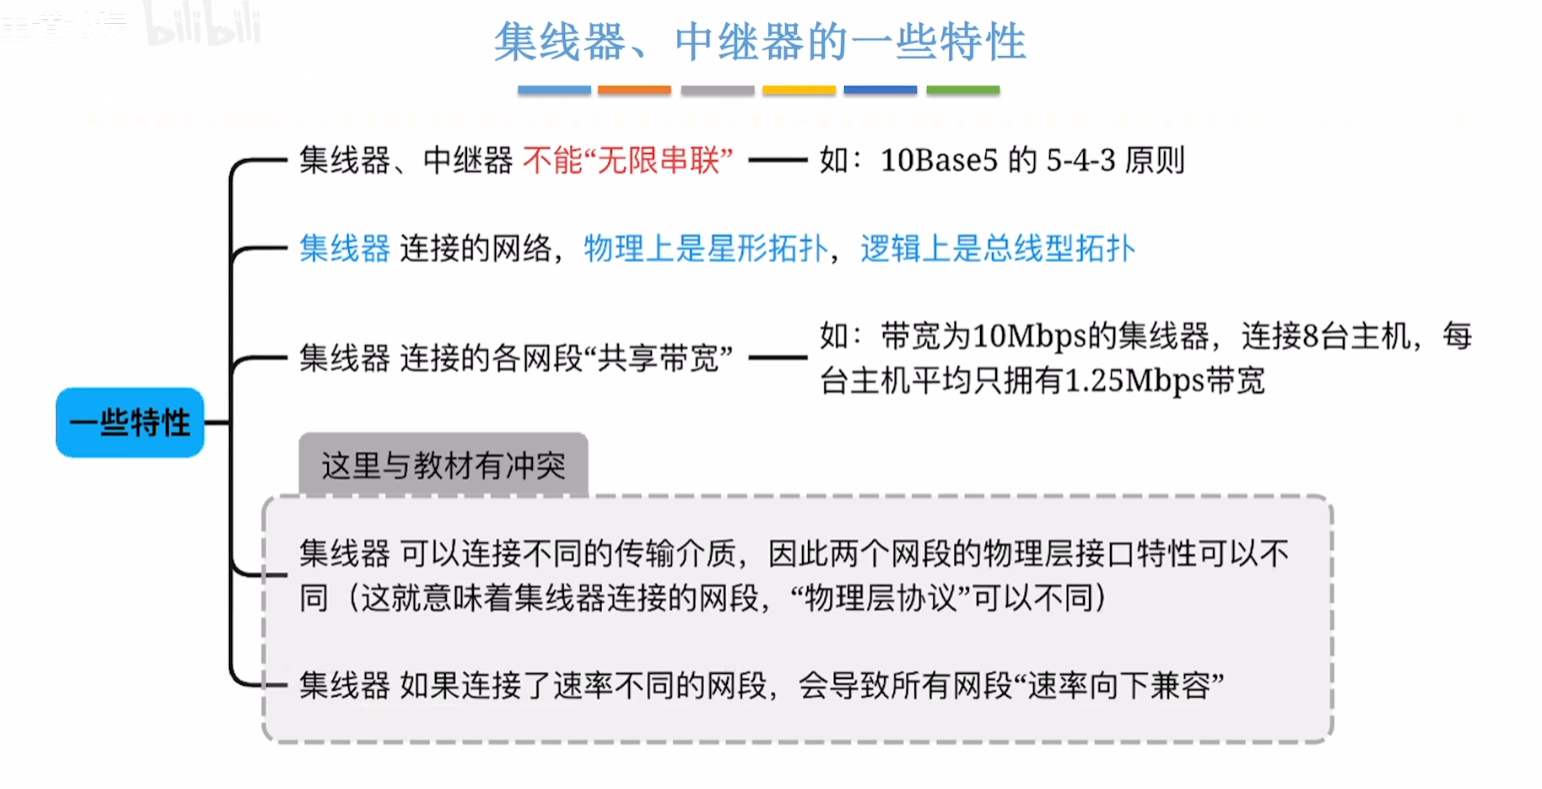 bilibili
集线器、中继器的一些特性
集线器、中继器 不能“无限串联”
如：10Base5 的 5-4-3 原则
集线器 连接的网络，物理上是星形拓扑，逻辑上是总线型拓扑
集线器 连接的各网段“共享带宽”
如：带宽为10Mbps的集线器，连接8台主机，每
台主机平均只拥有1.25Mbps带宽
一些特性
这里与教材有冲突
集线器 可以连接不同的传输介质，因此两个网段的物理层接口特性可以不
同（这就意味着集线器连接的网段，“物理层协议”可以不同）
集线器 如果连接了速率不同的网段，会导致所有网段“速率向下兼容”